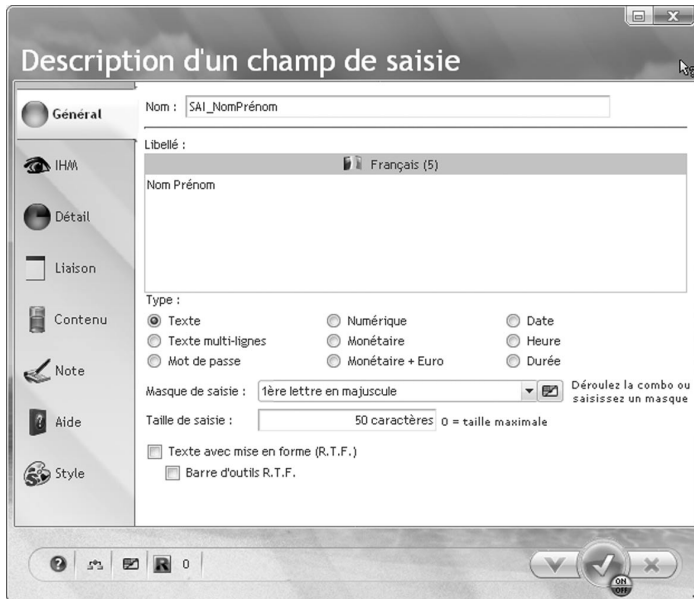 Description d'un champ de saisie
Général
IHM
Détail
Liaison
Contenu
Note
Aide
Style
Nom : SAI_NomPrénom
Libellé :
Français (5)
Nom Prénom
Type :
Texte Numérique Date
Texte multi-lignes Monétaire Heure
Mot de passe Monétaire + Euro Durée
Masque de saisie : 1ère lettre en majuscule Déroulez la combo ou
saisissez un masque
Taille de saisie : 50 caractères 0 = taille maximale
Texte avec mise en forme (R.T.F.)
Barre d'outils R.T.F.
? R 0
ON
OFF